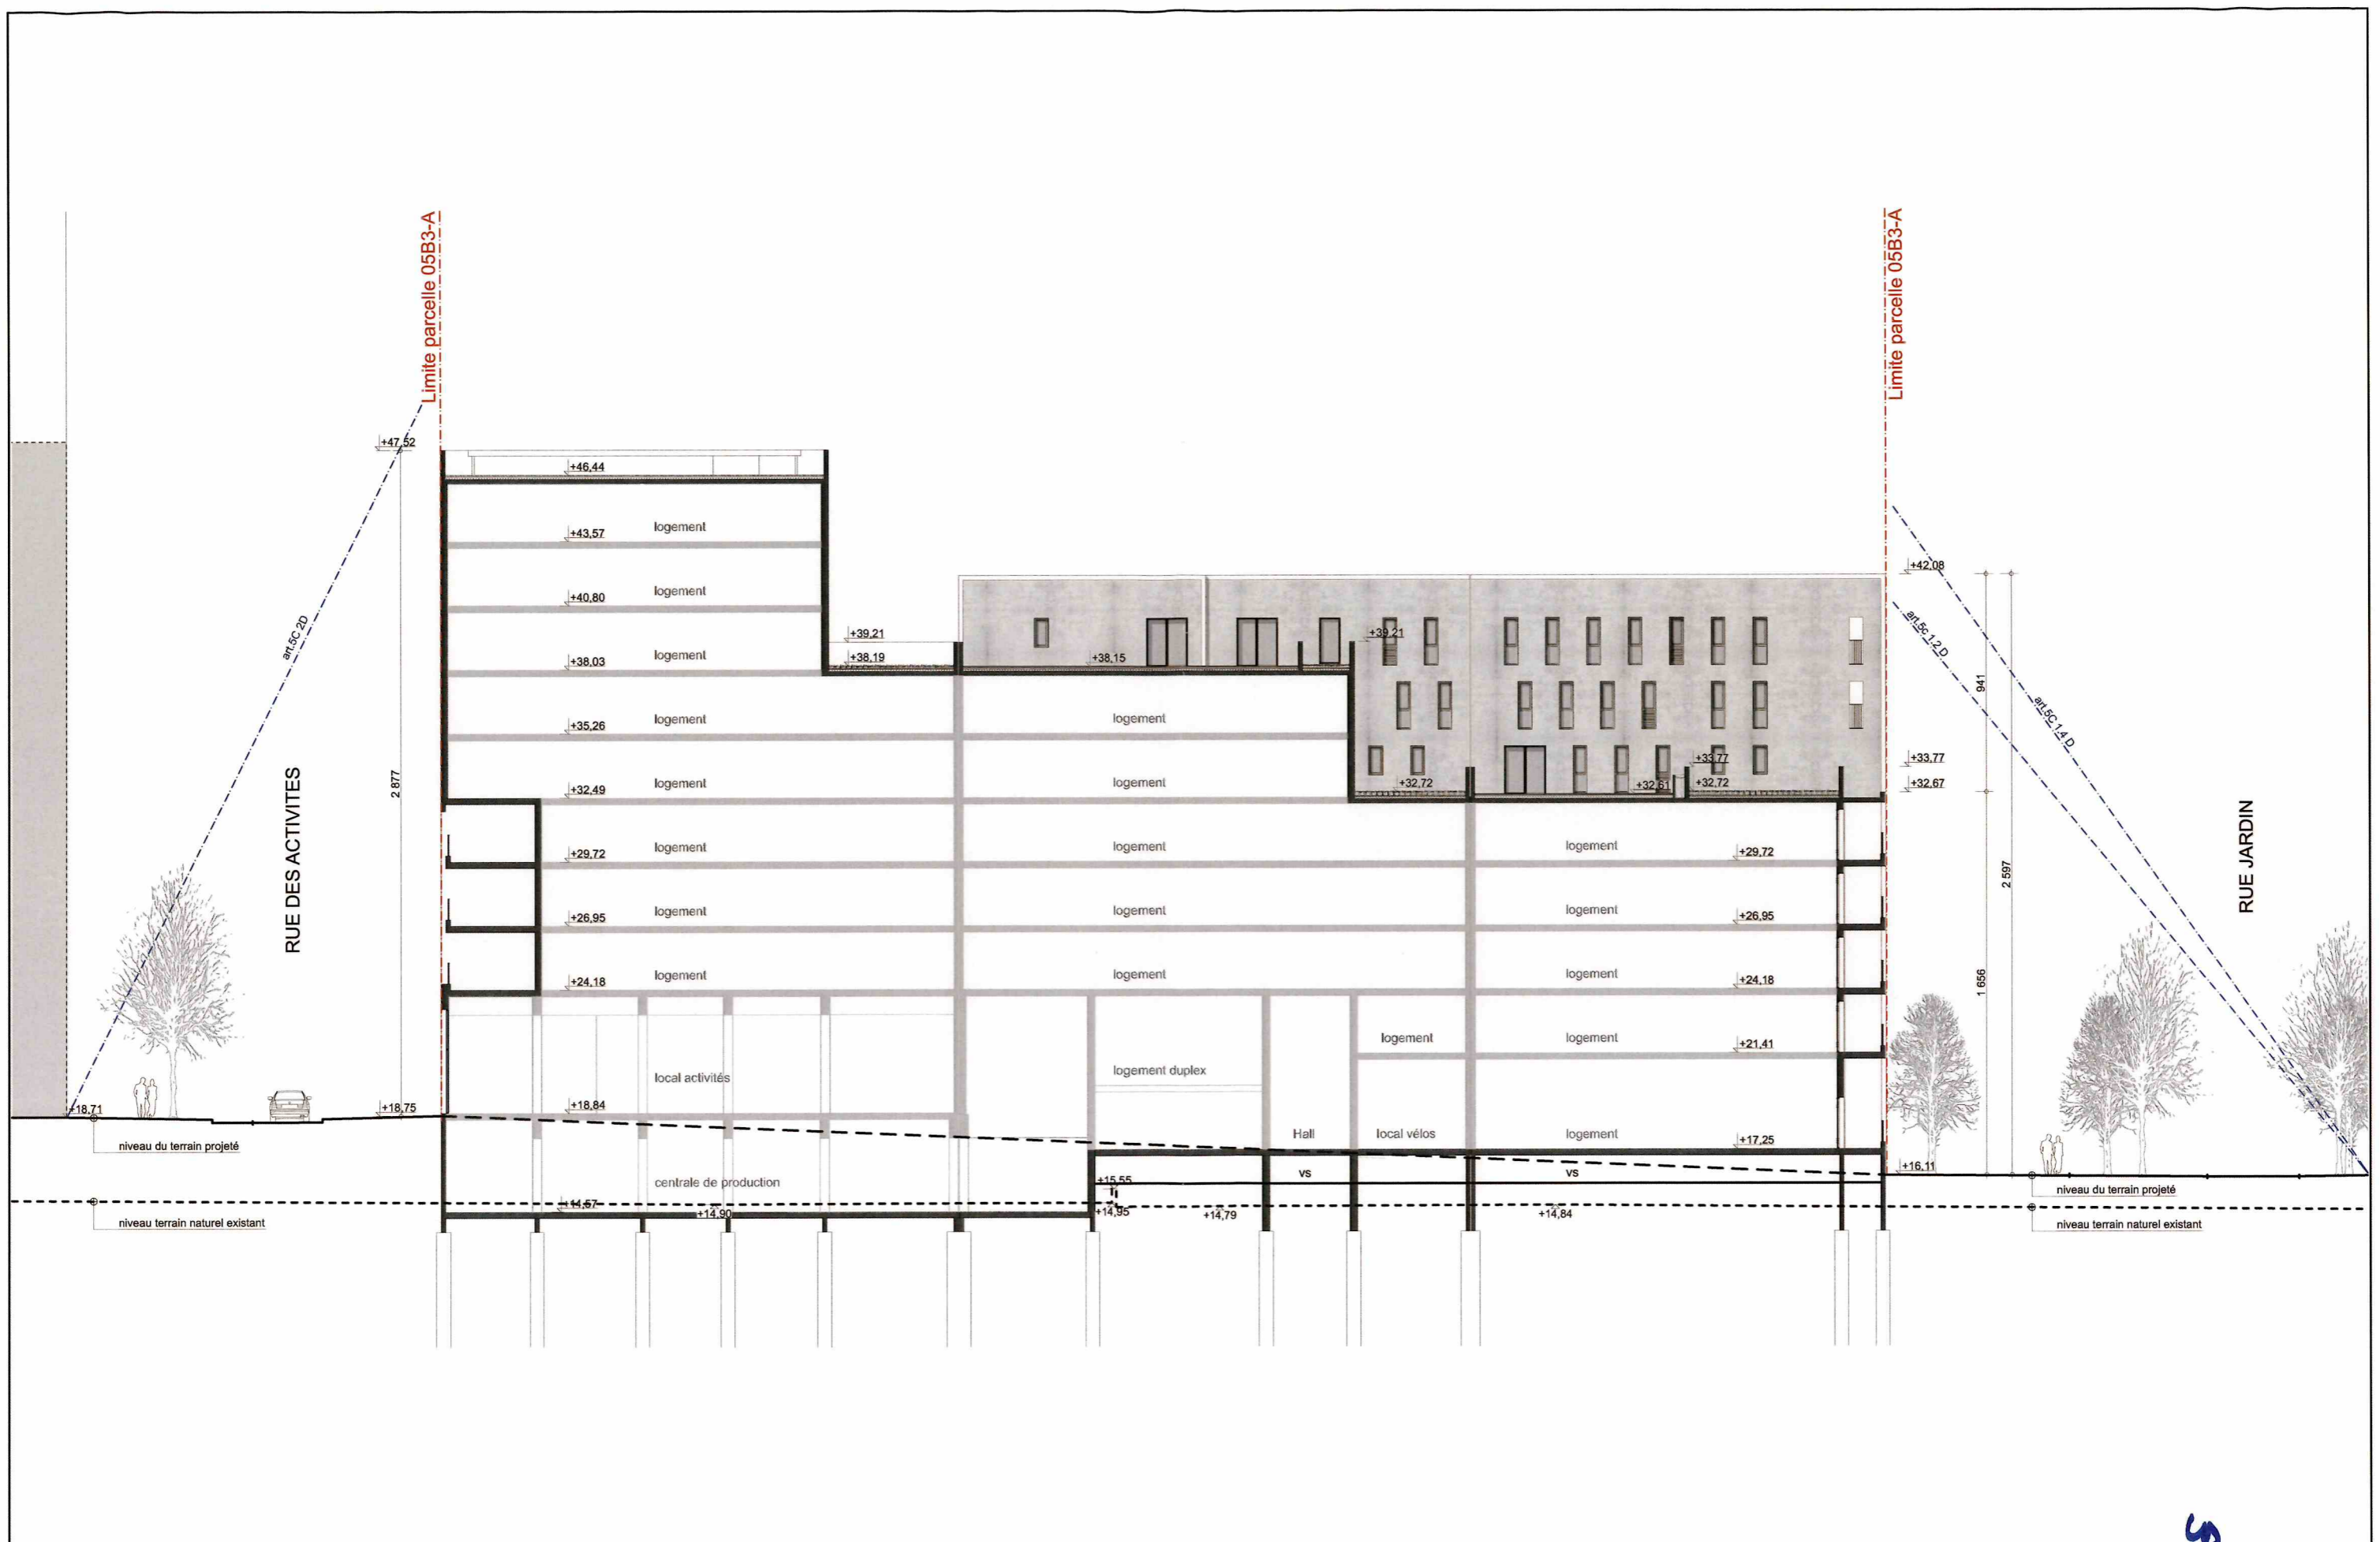 Limite parcelle 05B3-A
Limite parcelle 05B3-A
+47,52
+46,44
+43,57
logement
+42,08
+40,80
logement
art.5C 2D
art.5c 1.2 D
art.5C 1.4 D
+39,21
+39,21
+38,03
logement
+38,19
+38,15
941
+35,26
logement
logement
2 877
RUE DES ACTIVITES
+32,49
logement
logement
+32,72
+32,61
+33,77
+32,72
+33,77
+32,67
+29,72
logement
logement
logement
+29,72
2 597
RUE JARDIN
+26,95
logement
logement
logement
+26,95
+24,18
logement
logement
logement
+24,18
1 656
logement
logement
+21,41
local activités
logement duplex
+18,71
+18,75
+18,84
niveau du terrain projeté
Hall
local vélos
logement
+17,25
+16,11
centrale de production
+15,55
vs
vs
niveau du terrain projeté
niveau terrain naturel existant
+14,57
+14,90
+14,95
+14,79
+14,84
niveau terrain naturel existant